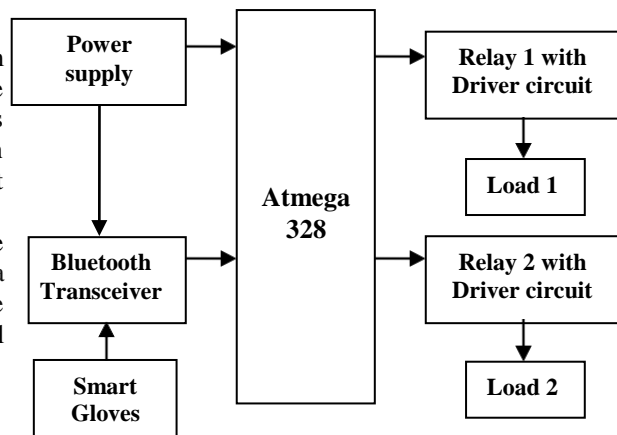 Power
supply
Bluetooth
Transceiver
Smart
Gloves
Atmega
328
Relay 1 with
Driver circuit
Load 1
Relay 2 with
Driver circuit
Load 2